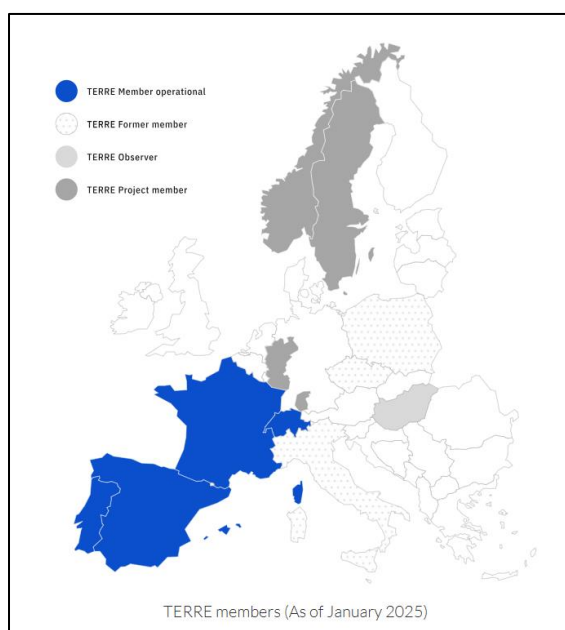 TERRE Member operational
TERRE Former member
TERRE Observer
TERRE Project member
TERRE members (As of January 2025)